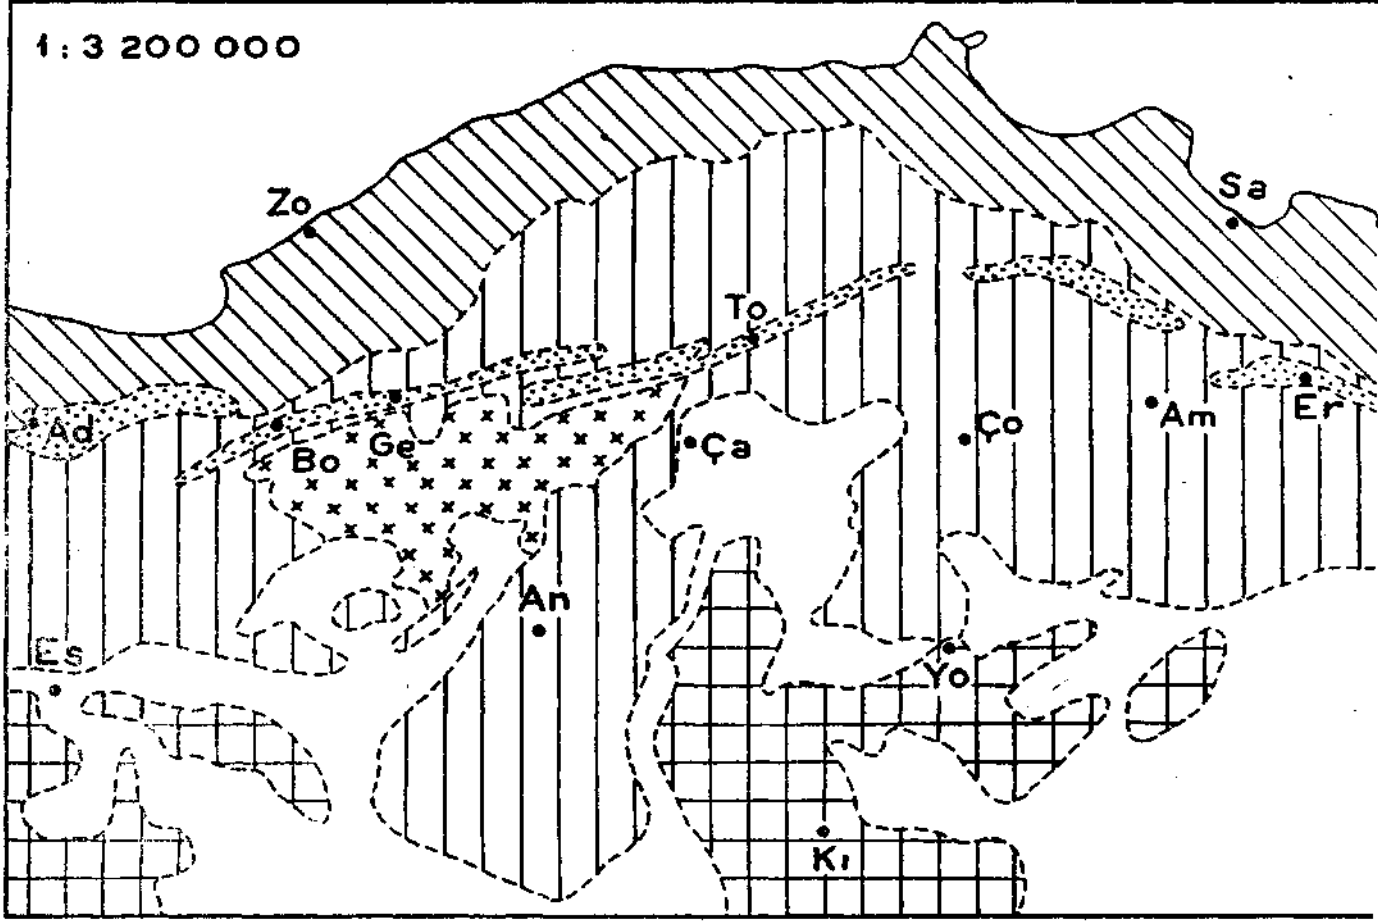 1 : 3 200 000
Zo
Sa
To
Ad
Bo
Ge
Ça
Ço
Am
Er
An
Es
Yo
Kı